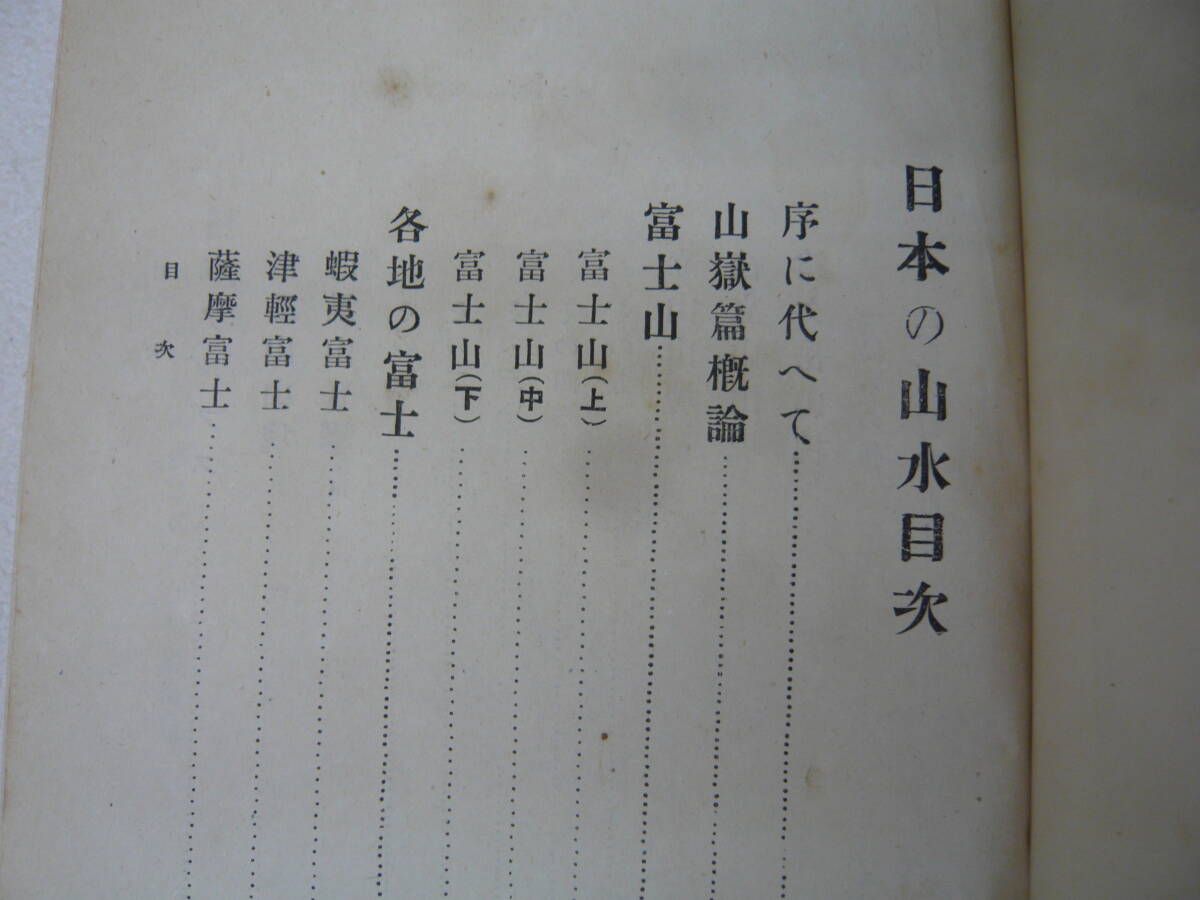 日本の山水目次
序に代へて
山嶽篇概論
富士山
富士山(上)
富士山(中)
富士山(下)
各地の富士
蝦夷富士
津輕富士
薩摩富士
目次